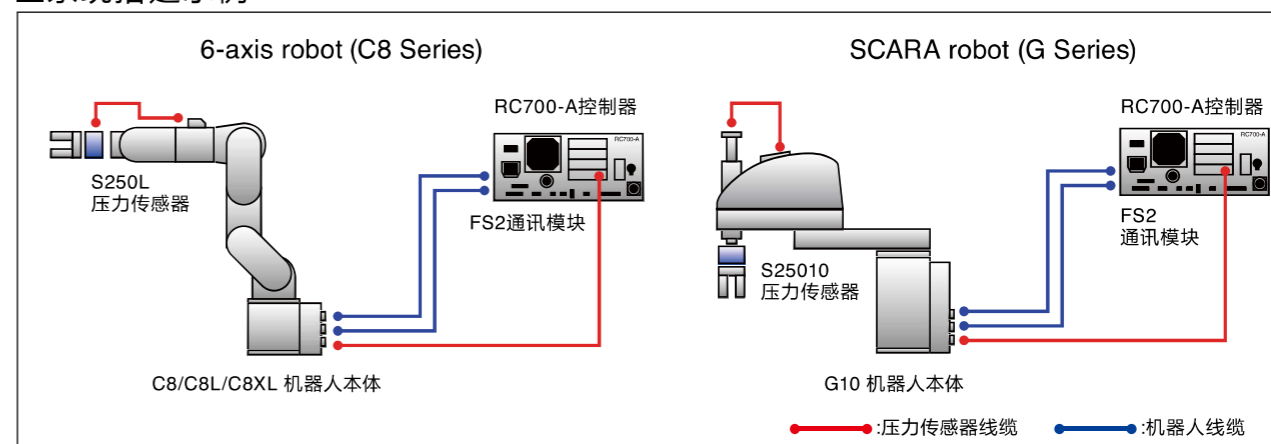 6-axis robot (C8 Series)
RC700-A控制器
RC700-A
S250L
压力传感器
FS2通讯模块
C8/C8L/C8XL 机器人本体
SCARA robot (G Series)
RC700-A控制器
RC700-A
FS2
通讯模块
S25010
压力传感器
G10 机器人本体
:压力传感器线缆
:机器人线缆